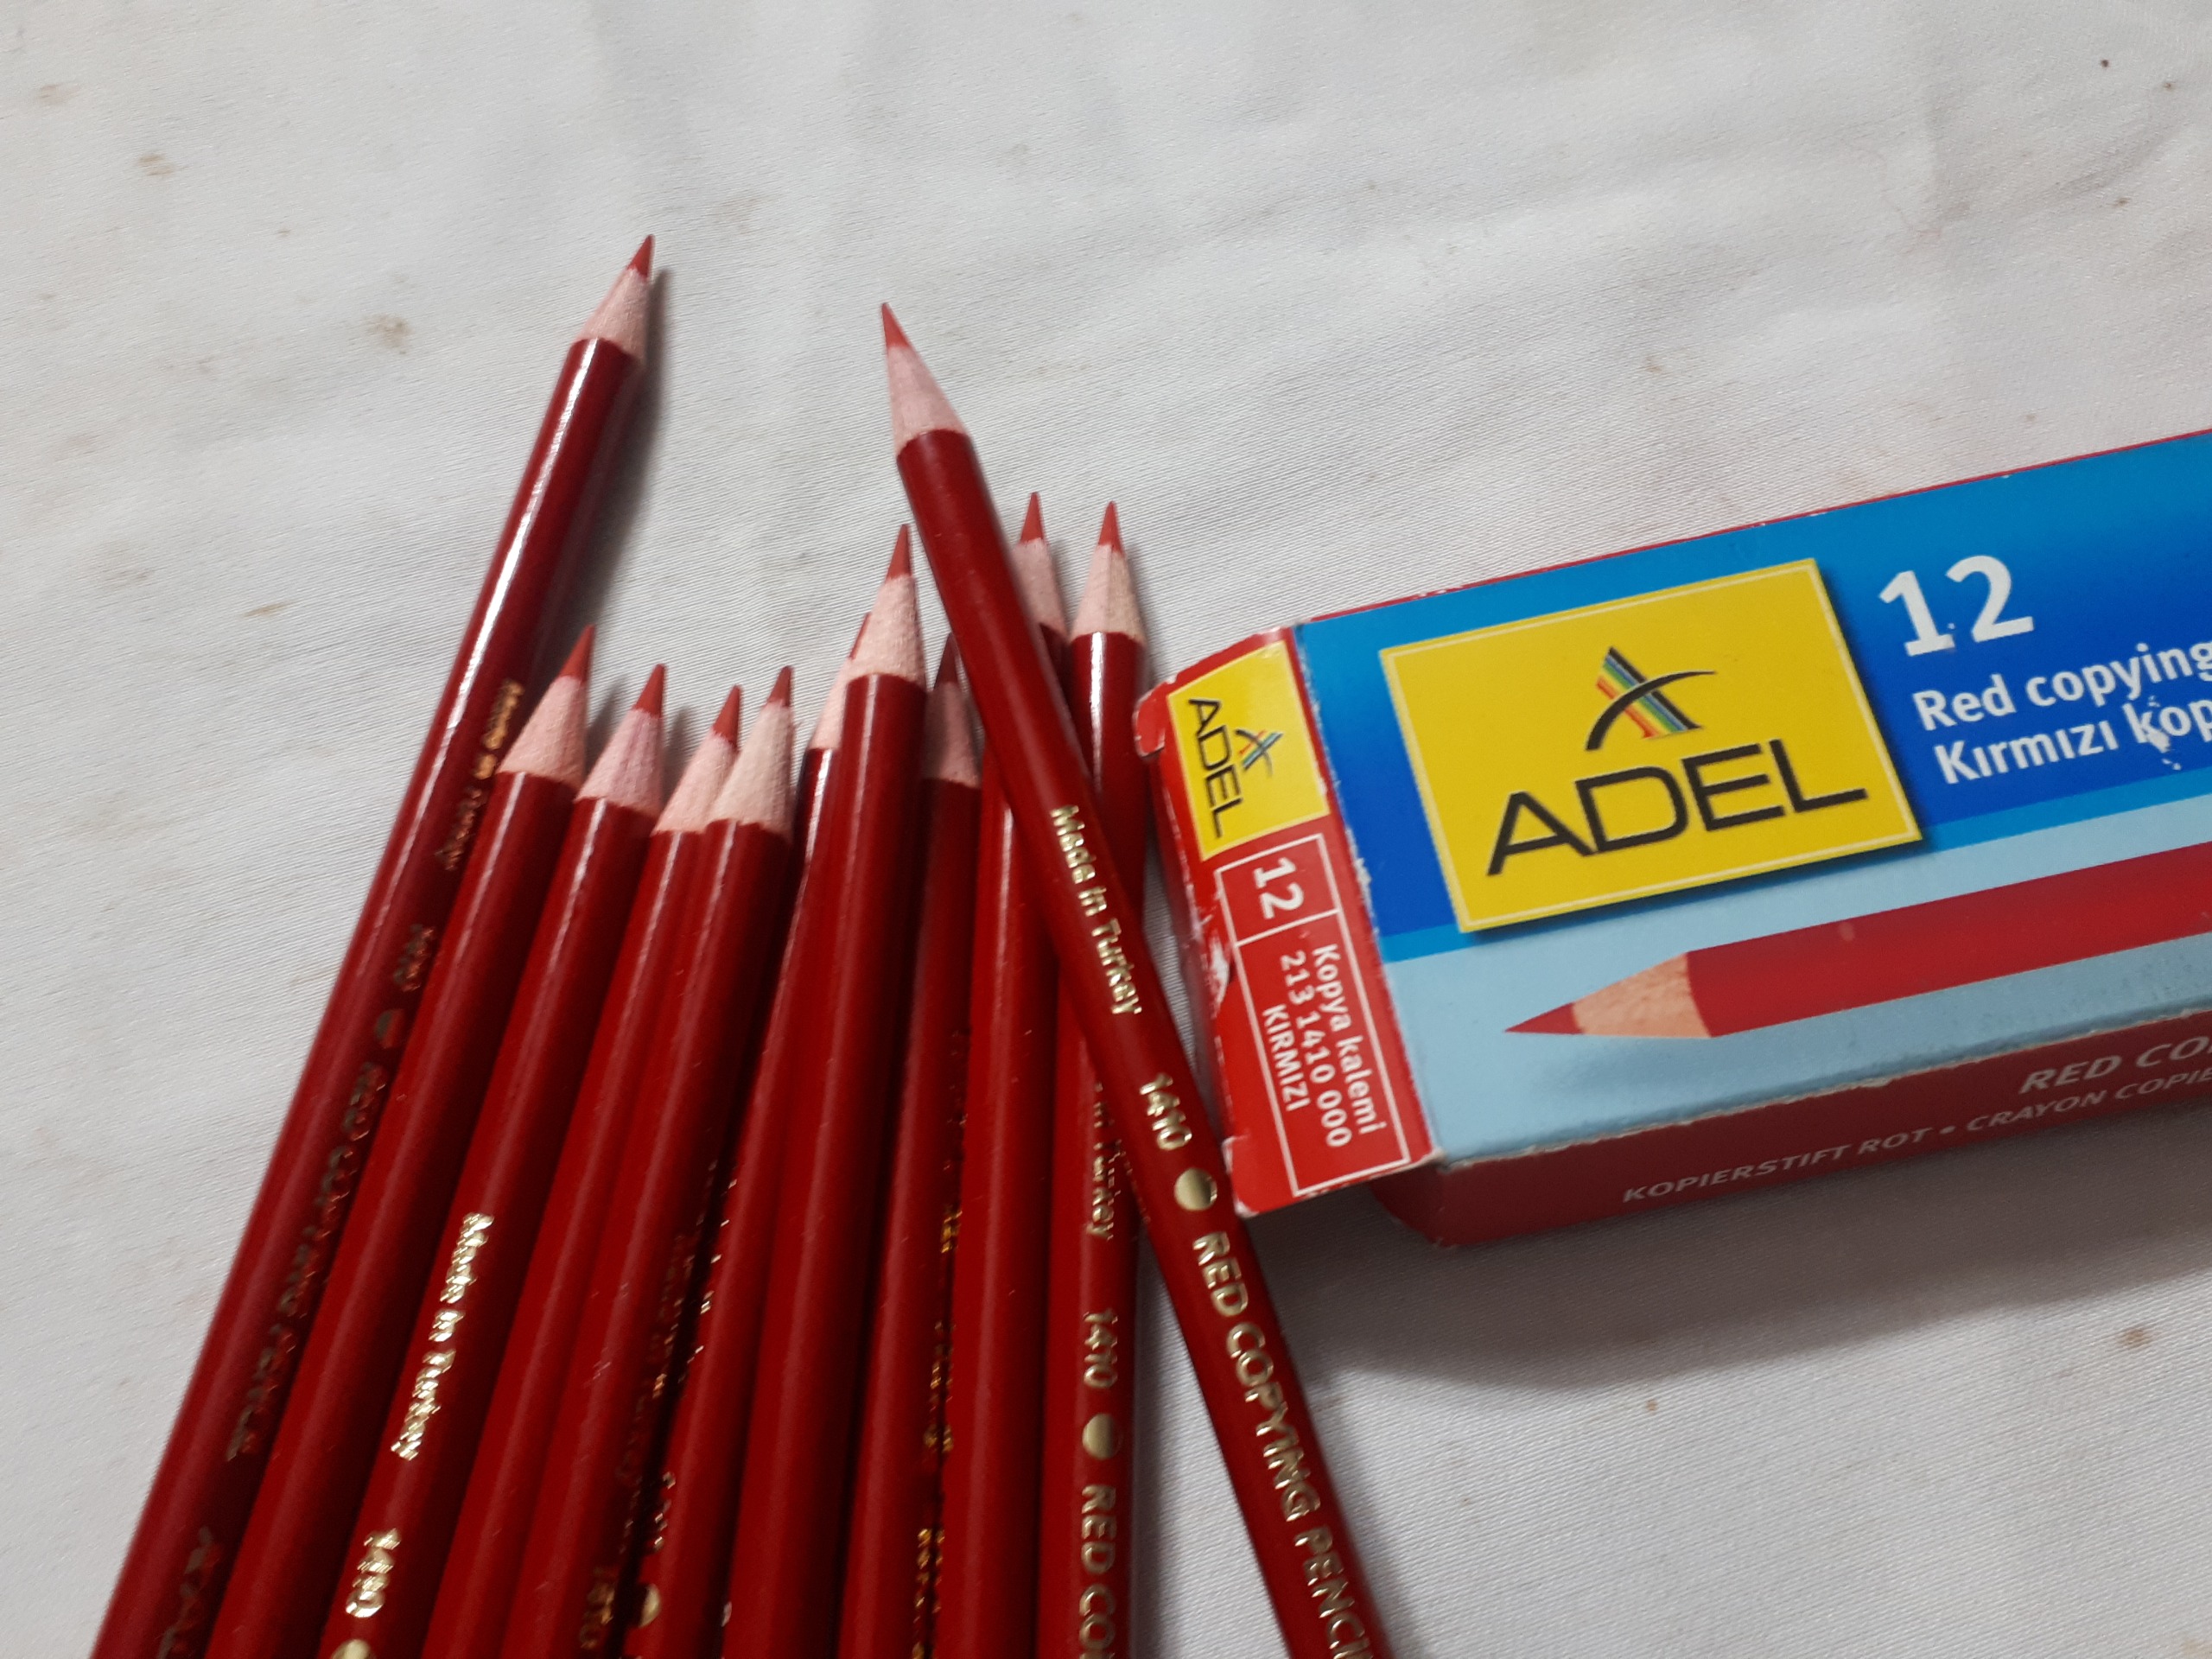 ADEL
12
Red copying
Kırmızı kop
ADEL
12
Kopya kalemi
213 1410 000
KIRMIZI
RED CO
KOPIERSTIFT ROT • CRAYON COPIE
Made in Turkey 1410 RED COPYING PENCIL
Made in Turkey 1410
Turkey 1410 RED CO